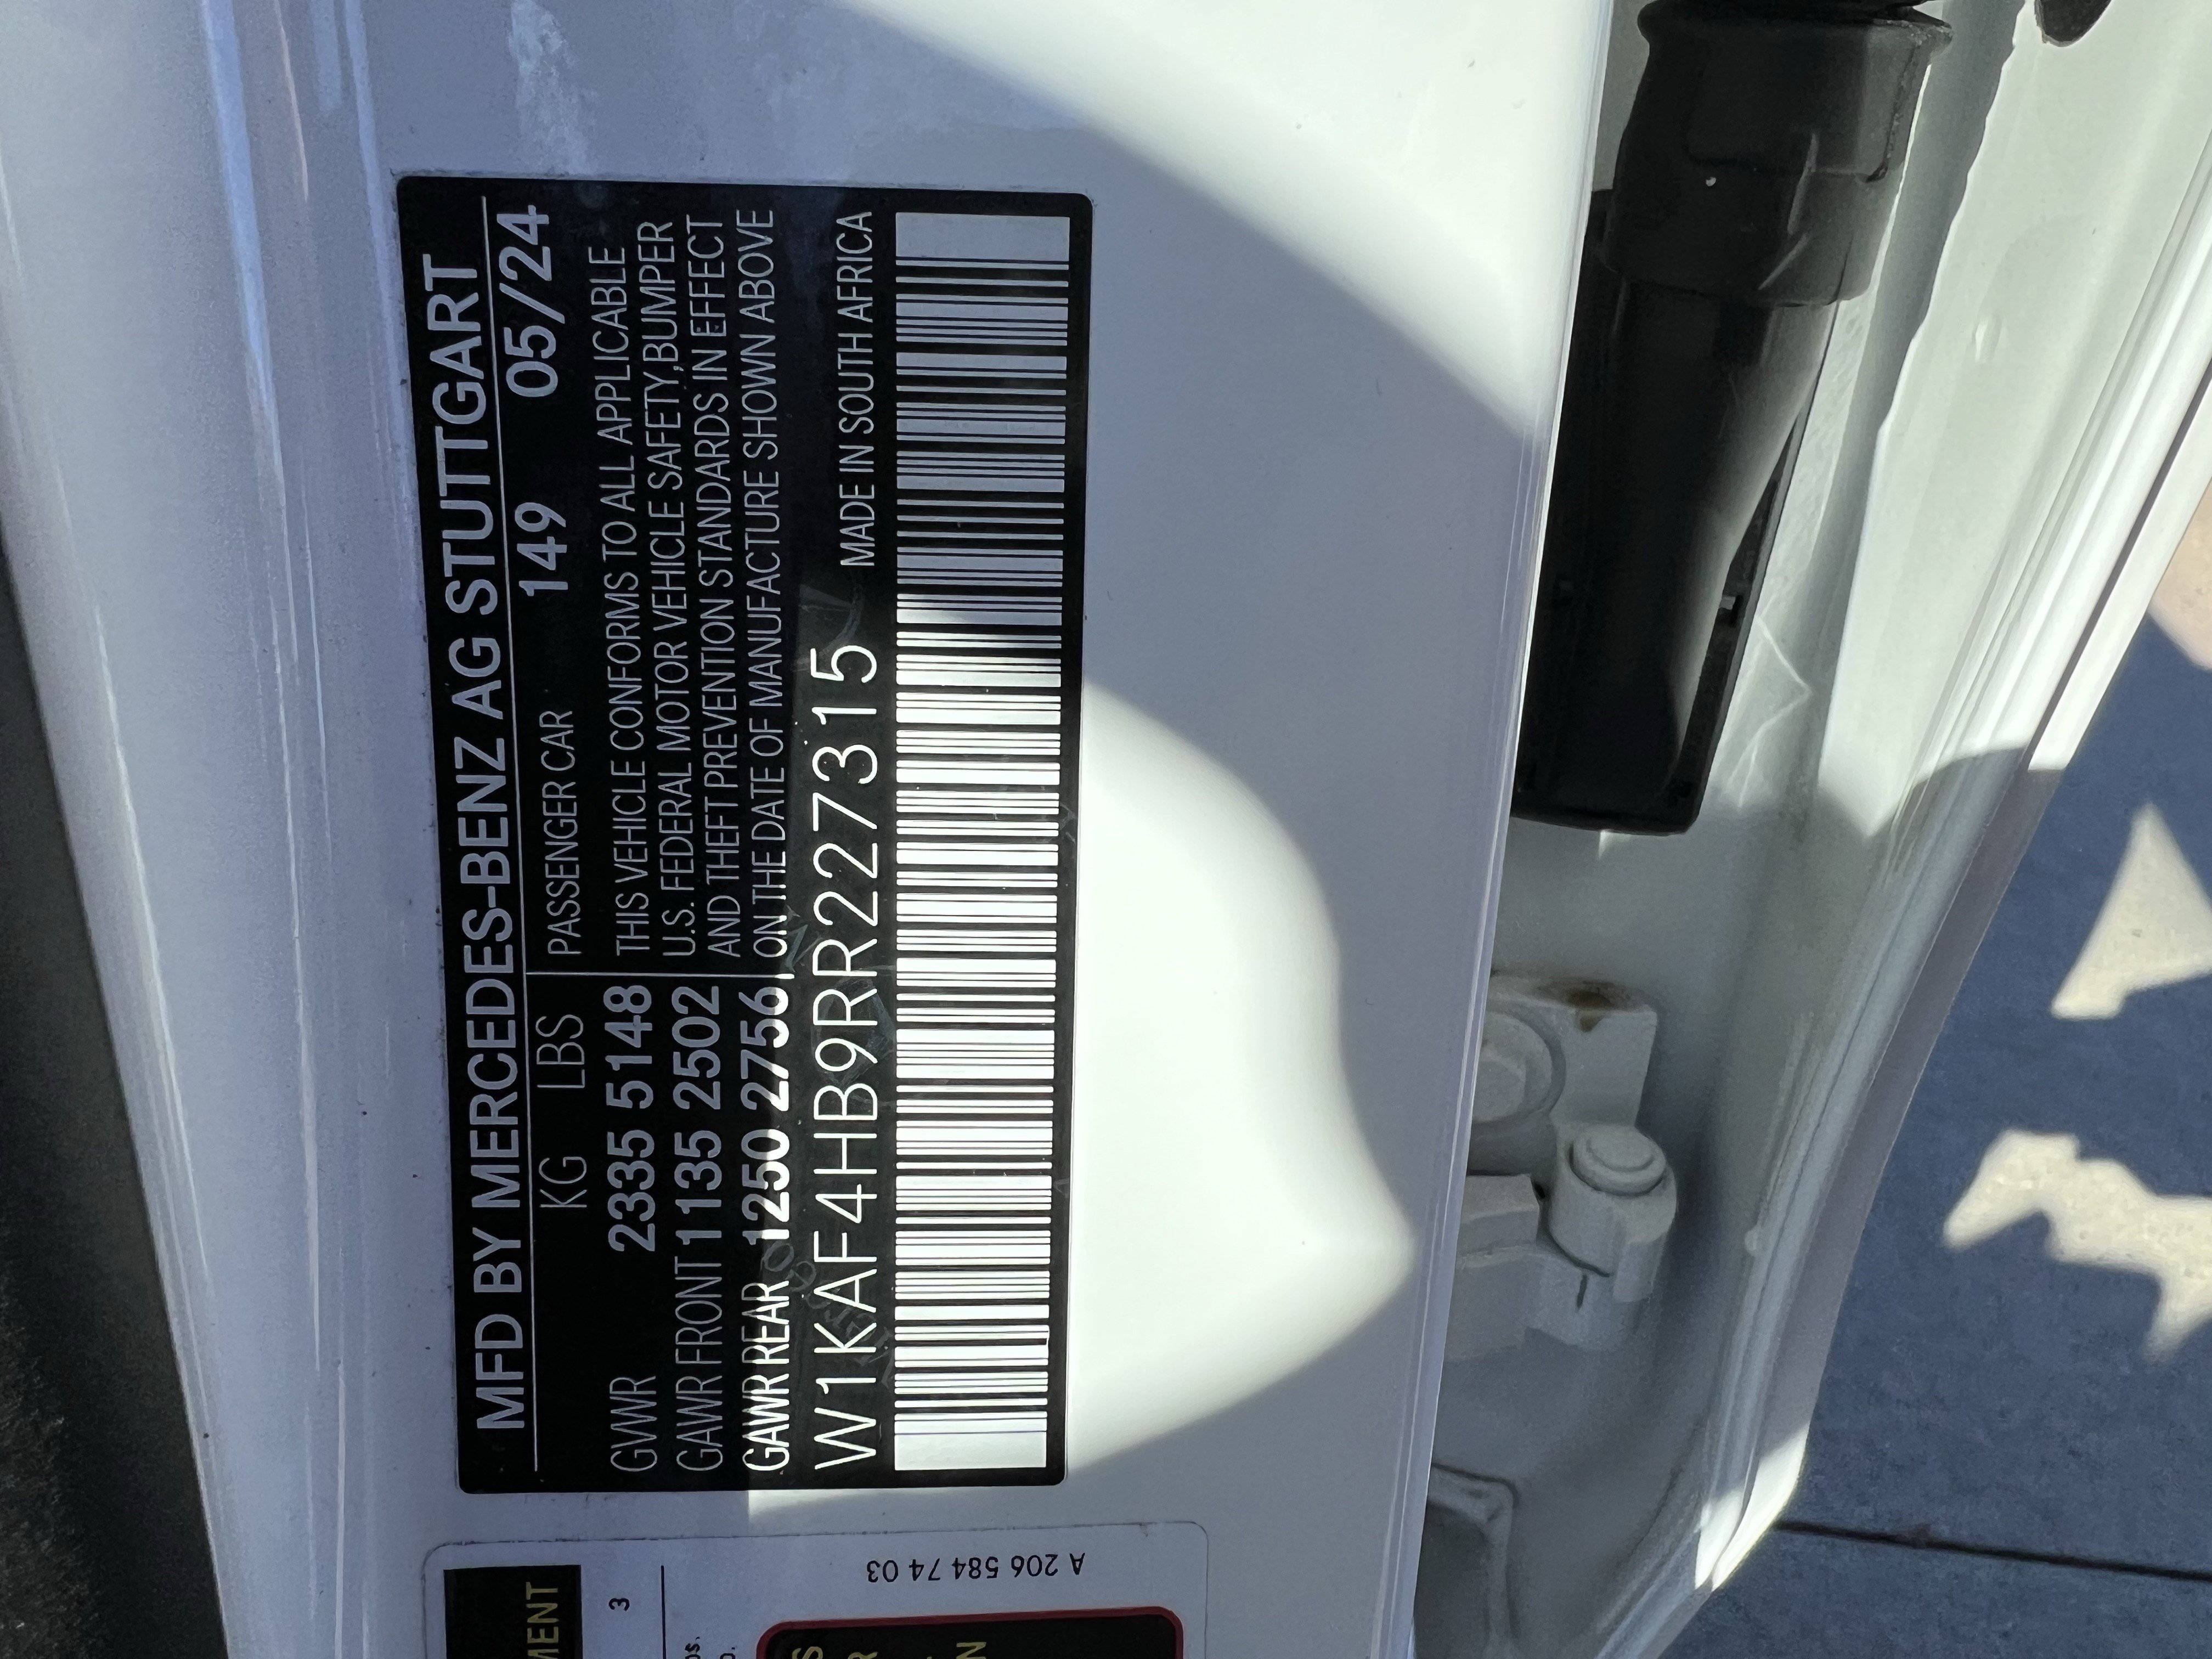 MFD BY MERCEDES-BENZ AG STUTTGART
KG LBS PASSENGER CAR 149 05/24
GVWR 2335 5148 THIS VEHICLE CONFORMS TO ALL APPLICABLE
GAWR FRONT 1135 2502 U.S. FEDERAL MOTOR VEHICLE SAFETY,BUMPER
AND THEFT PREVENTION STANDARDS IN EFFECT
GAWR REAR 1250 2756 ON THE DATE OF MANUFACTURE SHOWN ABOVE
W1KAF4HB9RR227315 MADE IN SOUTH AFRICA
A 206 584 74 03
3